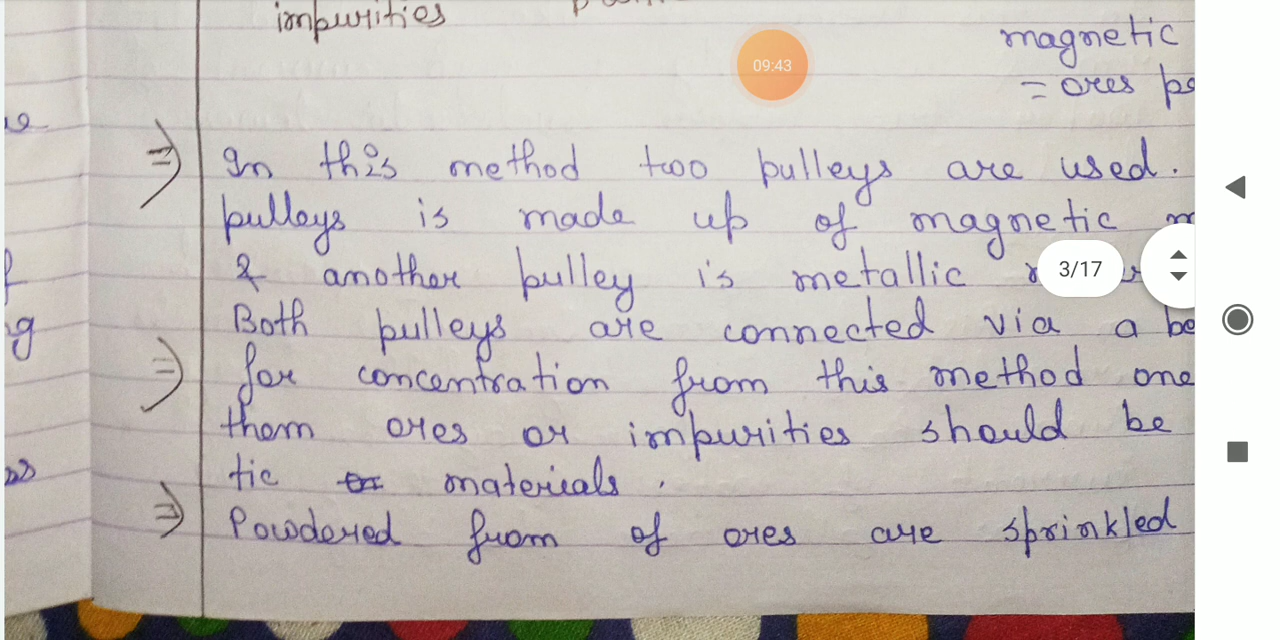 impurities
magnetic
= ores
⇒ In this method two pulleys are used.
pulleys is made up of magnetic
& another pulley is metallic
Both pulleys are connected via a
⇒ for concentration from this method one
them ores or impurities should be
tic materials.
⇒ Powdered from of ores are sprinkled
09:43
3/17